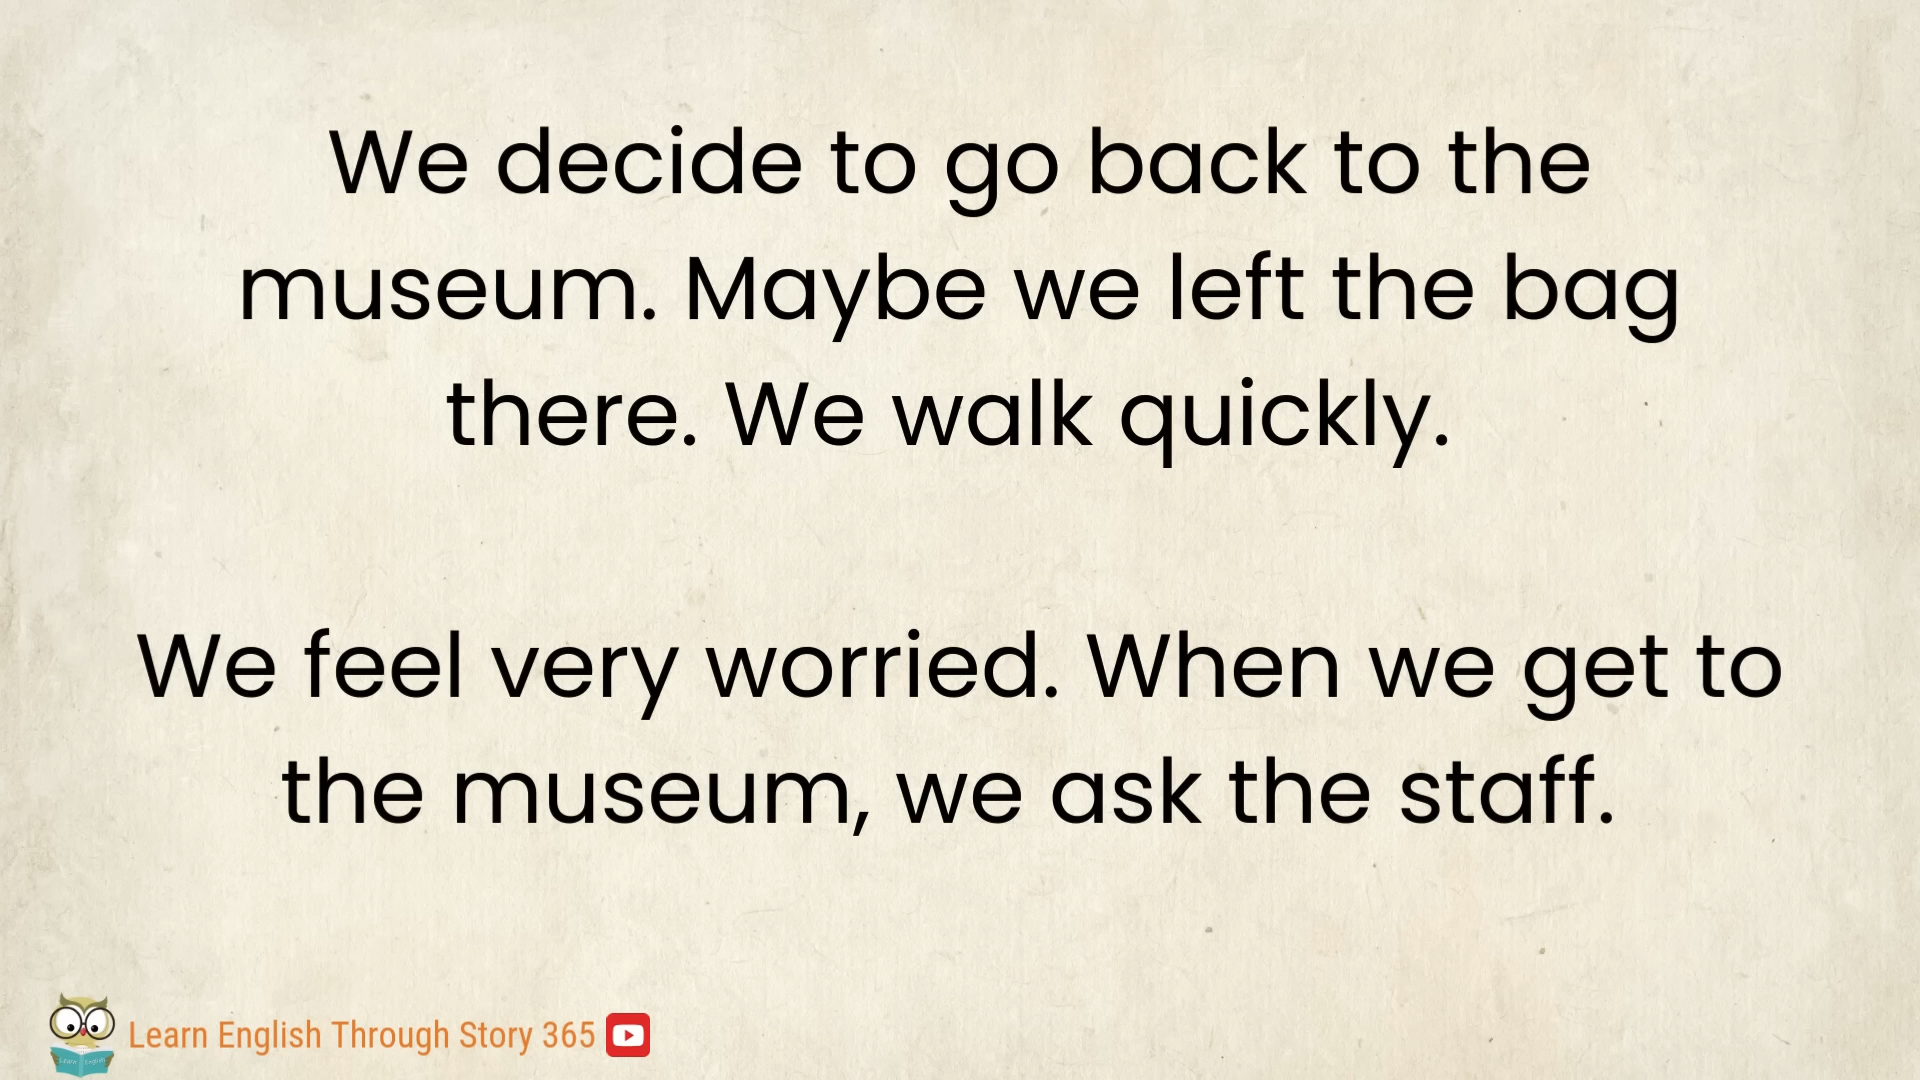 We decide to go back to the
museum. Maybe we left the bag
there. We walk quickly.
We feel very worried. When we get to
the museum, we ask the staff.
Learn English Through Story 365